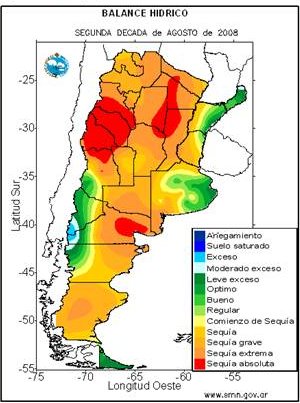 BALANCE HIDRICO
SEGUNDA DECADA de AGOSTO de 2008
-25
-30
-35
-40
-45
-50
-55
Latitud Sur
Anegamiento
Suelo saturado
Exceso
Moderado exceso
Leve exceso
Optimo
Bueno
Regular
Comienzo de Sequía
Sequía
Sequía grave
Sequía extrema
Sequía absoluta
-75
-70
-65
-60
-55
Longitud Oeste
www.smn.gov.ar